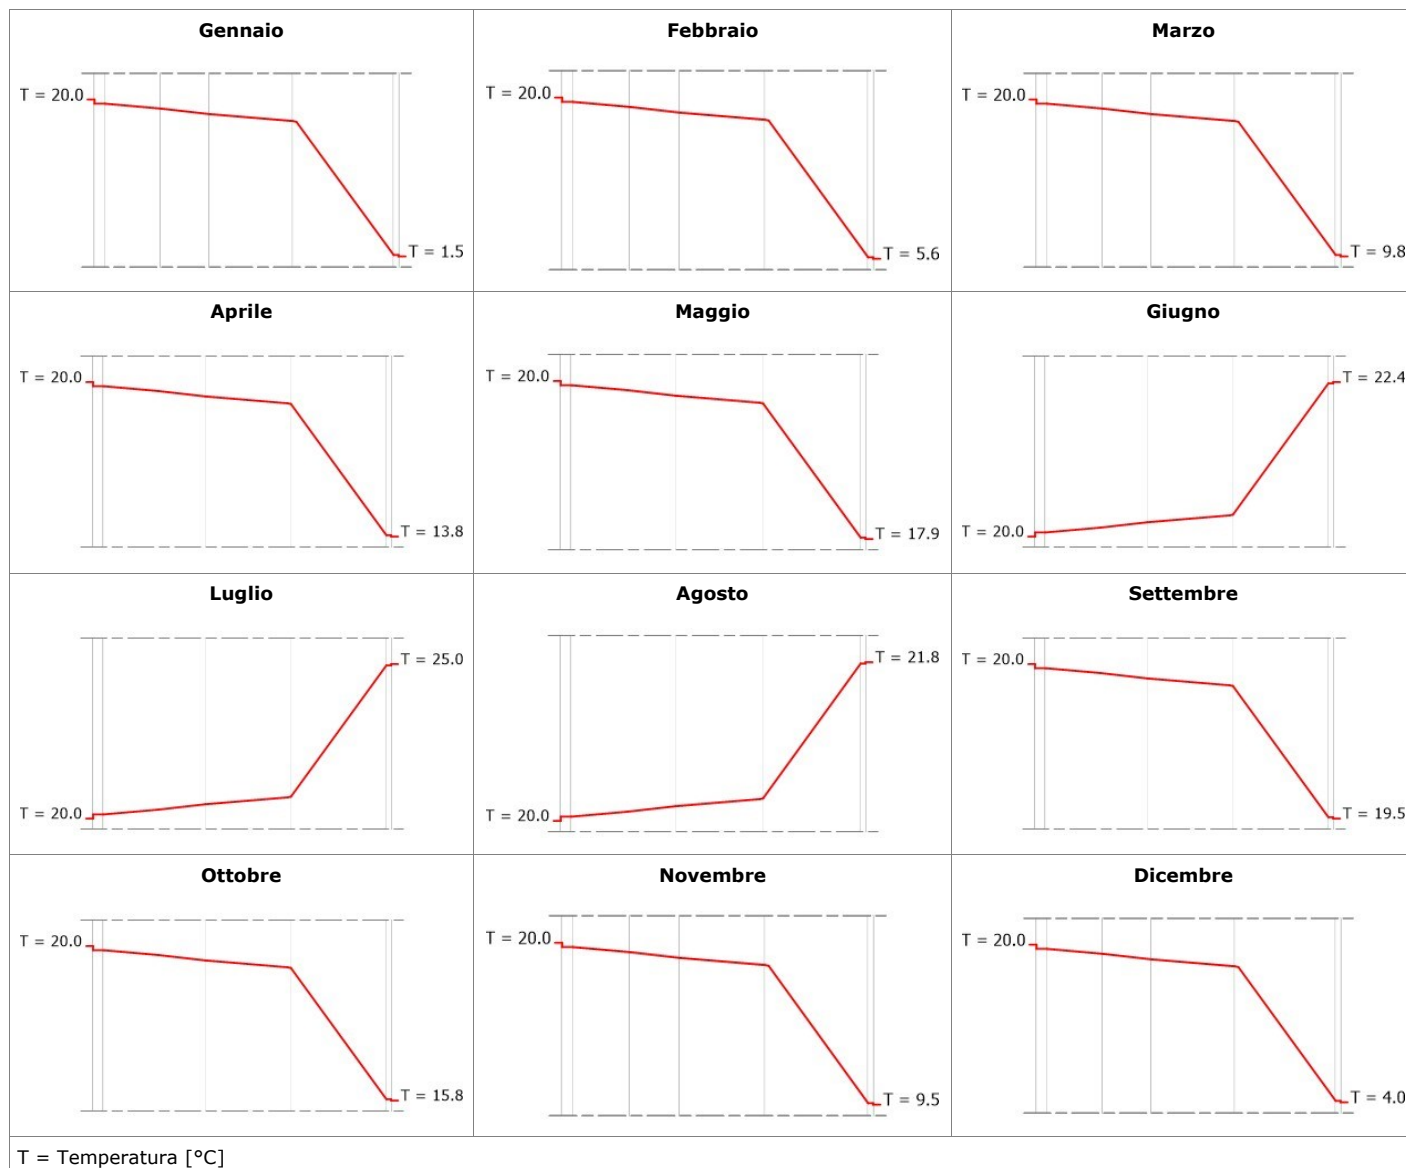 Gennaio
Febbraio
Marzo
T = 20.0
T = 1.5
T = 20.0
T = 5.6
T = 20.0
T = 9.8
Aprile
Maggio
Giugno
T = 20.0
T = 13.8
T = 20.0
T = 17.9
T = 20.0
T = 22.4
Luglio
Agosto
Settembre
T = 20.0
T = 25.0
T = 20.0
T = 21.8
T = 20.0
T = 19.5
Ottobre
Novembre
Dicembre
T = 20.0
T = 15.8
T = 20.0
T = 9.5
T = 20.0
T = 4.0
T = Temperatura [°C]